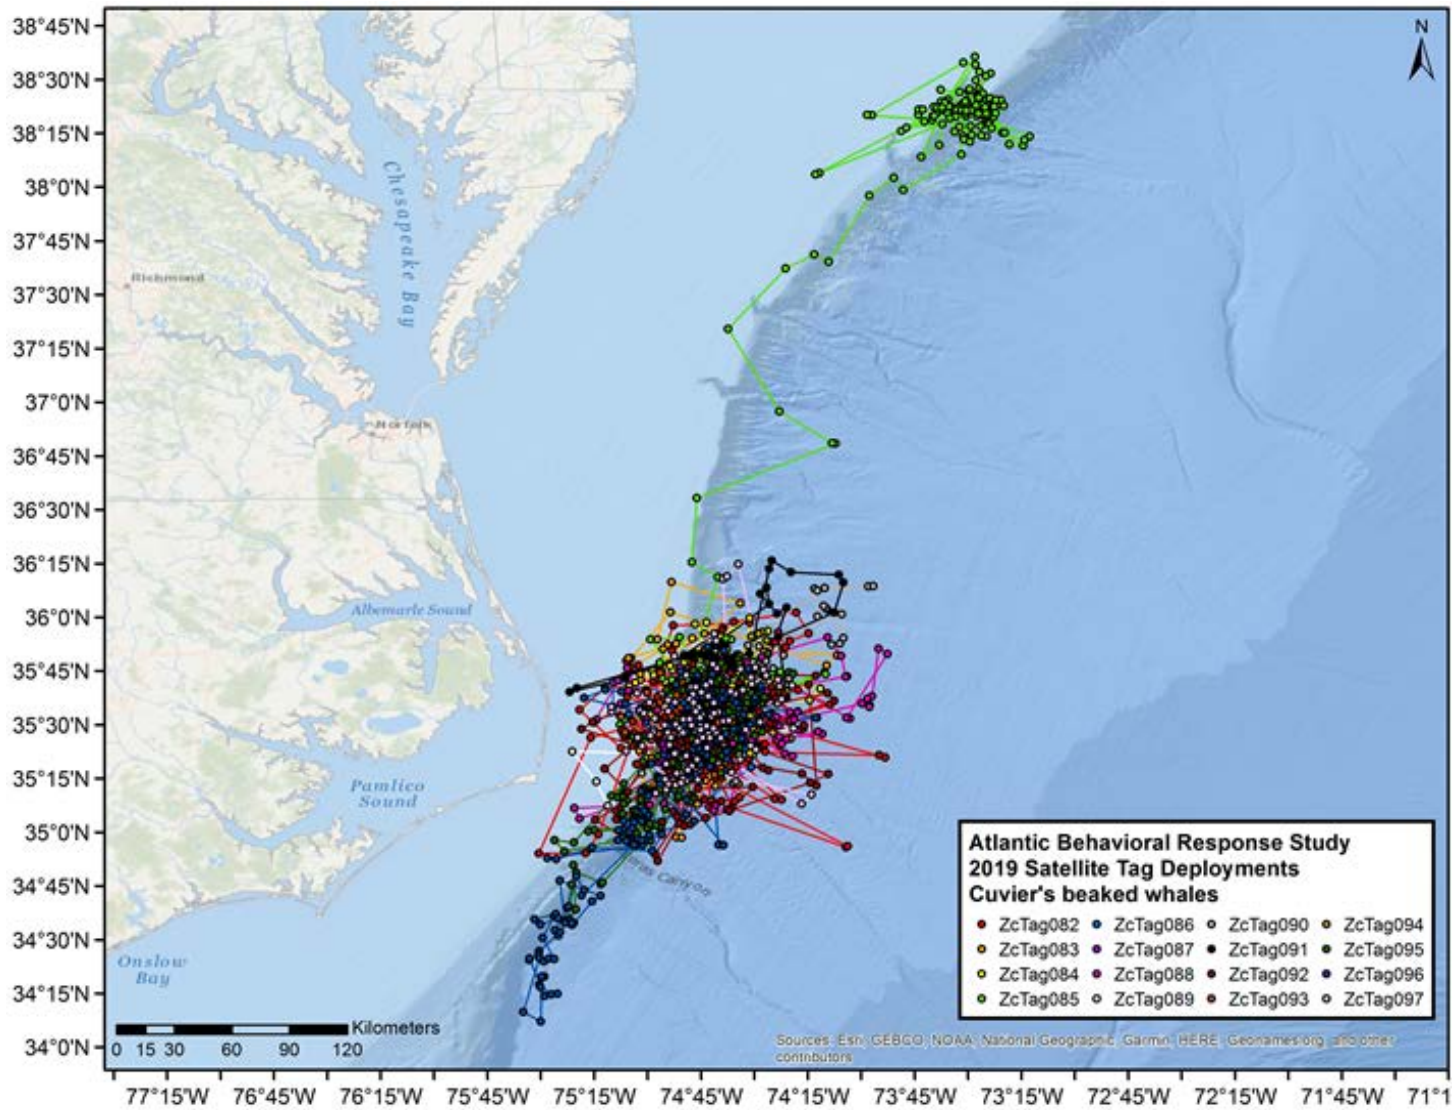 38°45'N
38°30'N
38°15'N
38°0'N
37°45'N
37°30'N
37°15'N
37°0'N
36°45'N
36°30'N
36°15'N
36°0'N
35°45'N
35°30'N
35°15'N
35°0'N
34°45'N
34°30'N
34°15'N
34°0'N
N
Chesapeake Bay
Richmond
Norfolk
Albemarle Sound
Pamlico
Sound
Canyon
Onslow
Bay
Kilometers
0 15 30 60 90 120
Atlantic Behavioral Response Study
2019 Satellite Tag Deployments
Cuvier's beaked whales
ZcTag082 ZcTag086 ZcTag090 ZcTag094
ZcTag083 ZcTag087 ZcTag091 ZcTag095
ZcTag084 ZcTag088 ZcTag092 ZcTag096
ZcTag085 ZcTag089 ZcTag093 ZcTag097
Sources: Esri, GEBCO, NOAA, National Geographic, Garmin, HERE, Geonames.org, and other
contributors
77°15'W 76°45'W 76°15'W 75°45'W 75°15'W 74°45'W 74°15'W 73°45'W 73°15'W 72°45'W 72°15'W 71°45'W 71°1